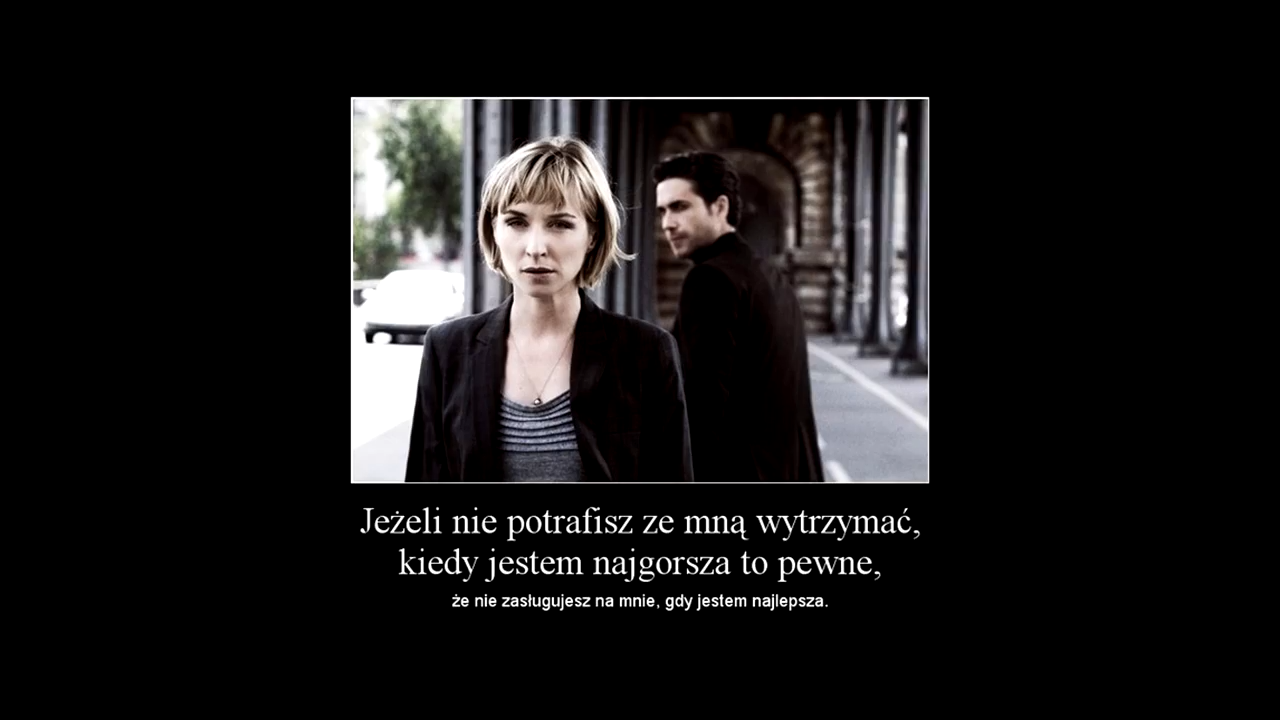 Jeżeli nie potrafisz ze mną wytrzymać,
kiedy jestem najgorsza to pewne,
że nie zasługujesz na mnie, gdy jestem najlepsza.